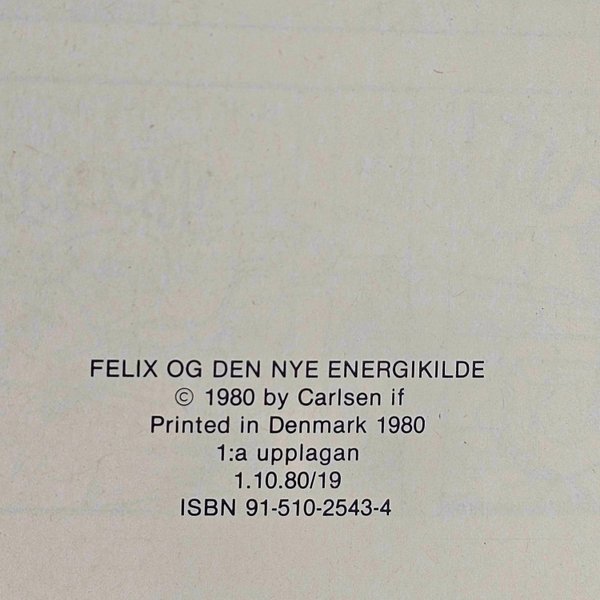 FELIX OG DEN NYE ENERGIKILDE
© 1980 by Carlsen if
Printed in Denmark 1980
1:a upplagan
1.10.80/19
ISBN 91-510-2543-4